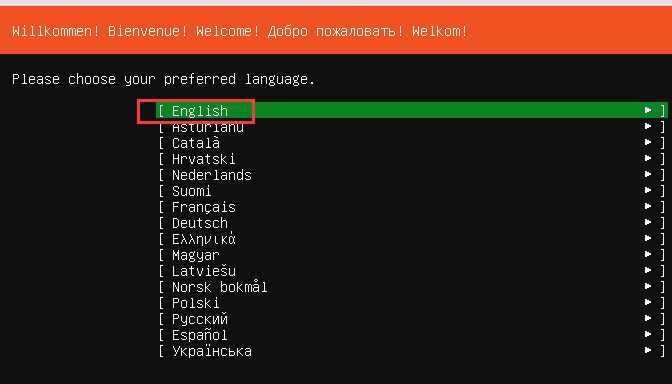 Willkommen! Bienvenue! Welcome! Добро пожаловать! Welkom!
Please choose your preferred language.
[ English ► ]
[ Asturianu ► ]
[ Català ► ]
[ Hrvatski ► ]
[ Nederlands ► ]
[ Suomi ► ]
[ Français ► ]
[ Deutsch ► ]
[ Ελληνικά ► ]
[ Magyar ► ]
[ Latviešu ► ]
[ Norsk bokmål ► ]
[ Polski ► ]
[ Русский ► ]
[ Español ► ]
[ Українська ► ]